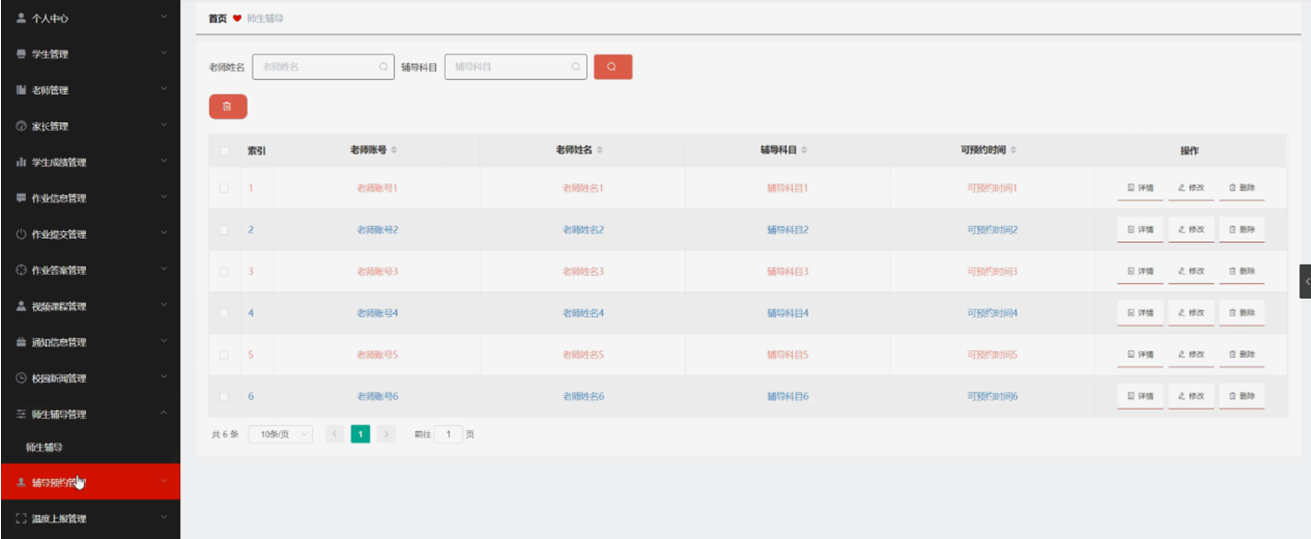 个人中心
学生管理
老师管理
家长管理
学生成绩管理
作业信息管理
作业提交管理
作业答案管理
视频课程管理
通知信息管理
校园新闻管理
师生辅导管理
师生辅导
辅导预约管理
温度上报管理
首页 师生辅导
老师姓名 老师姓名 辅导科目 辅导科目
索引 老师账号 老师姓名 辅导科目 可预约时间 操作
1 老师账号1 老师姓名1 辅导科目1 可预约时间1 详情 修改 删除
2 老师账号2 老师姓名2 辅导科目2 可预约时间2 详情 修改 删除
3 老师账号3 老师姓名3 辅导科目3 可预约时间3 详情 修改 删除
4 老师账号4 老师姓名4 辅导科目4 可预约时间4 详情 修改 删除
5 老师账号5 老师姓名5 辅导科目5 可预约时间5 详情 修改 删除
6 老师账号6 老师姓名6 辅导科目6 可预约时间6 详情 修改 删除
共 6 条 10条/页 1 前往 1 页